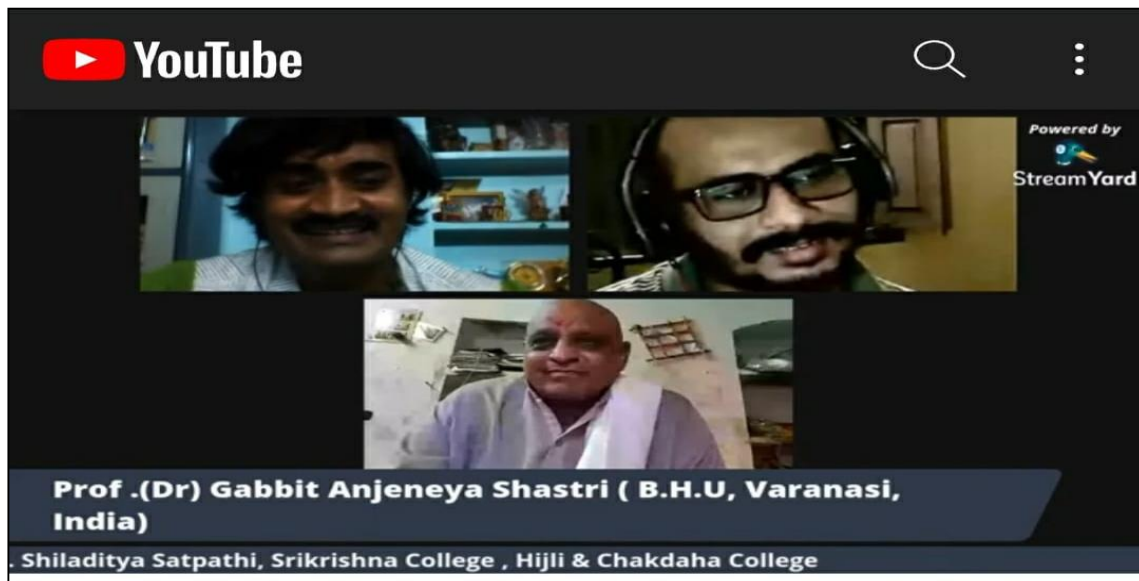 YouTube
Powered by
StreamYard
Prof .(Dr) Gabbit Anjeneya Shastri ( B.H.U, Varanasi,
India)
. Shiladitya Satpathi, Srikrishna College , Hijli & Chakdaha College